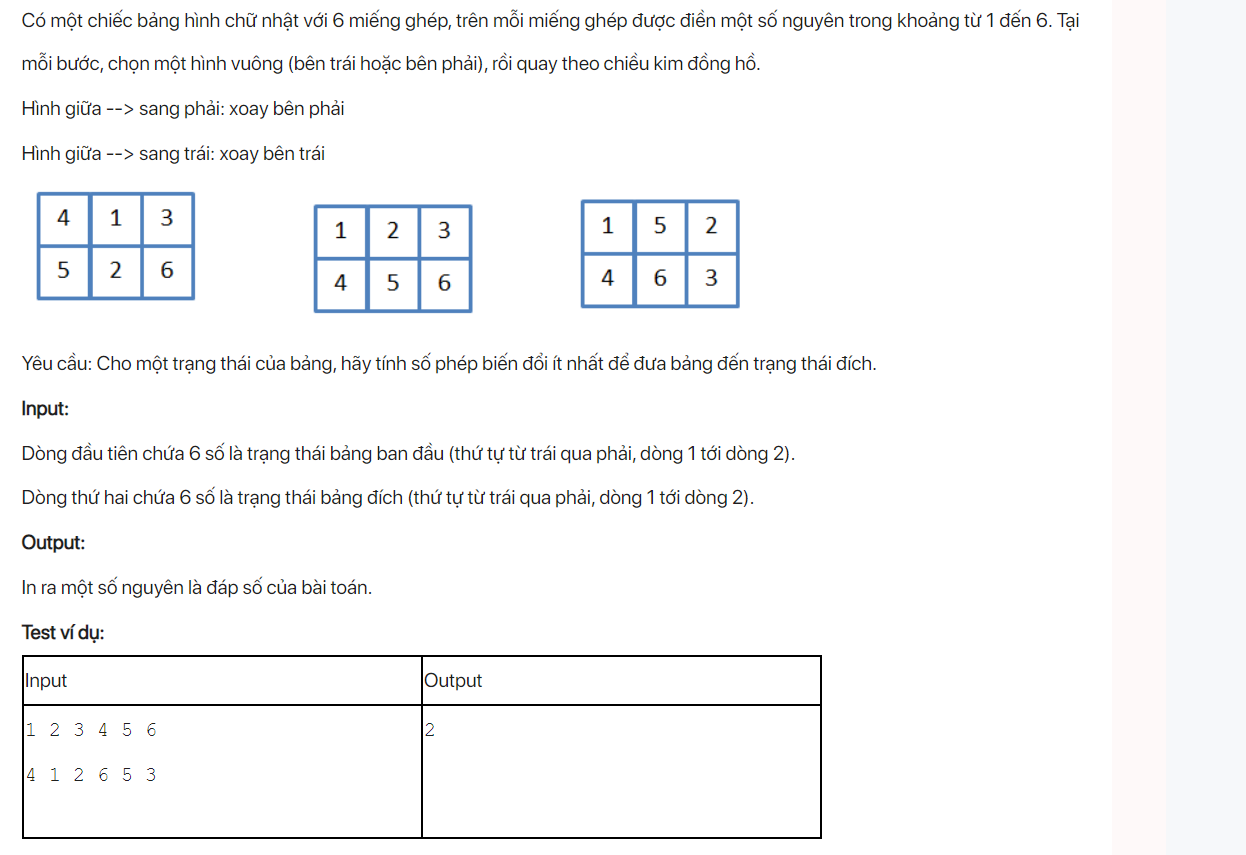 Có một chiếc bảng hình chữ nhật với 6 miếng ghép, trên mỗi miếng ghép được điền một số nguyên trong khoảng từ 1 đến 6. Tại
mỗi bước, chọn một hình vuông (bên trái hoặc bên phải), rồi quay theo chiều kim đồng hồ.
Hình giữa --> sang phải: xoay bên phải
Hình giữa --> sang trái: xoay bên trái
4 1 3
5 2 6
1 2 3
4 5 6
1 5 2
4 6 3
Yêu cầu: Cho một trạng thái của bảng, hãy tính số phép biến đổi ít nhất để đưa bảng đến trạng thái đích.
Input:
Dòng đầu tiên chứa 6 số là trạng thái bảng ban đầu (thứ tự từ trái qua phải, dòng 1 tới dòng 2).
Dòng thứ hai chứa 6 số là trạng thái bảng đích (thứ tự từ trái qua phải, dòng 1 tới dòng 2).
Output:
In ra một số nguyên là đáp số của bài toán.
Test ví dụ:
Input Output
1 2 3 4 5 6 2
4 1 2 6 5 3